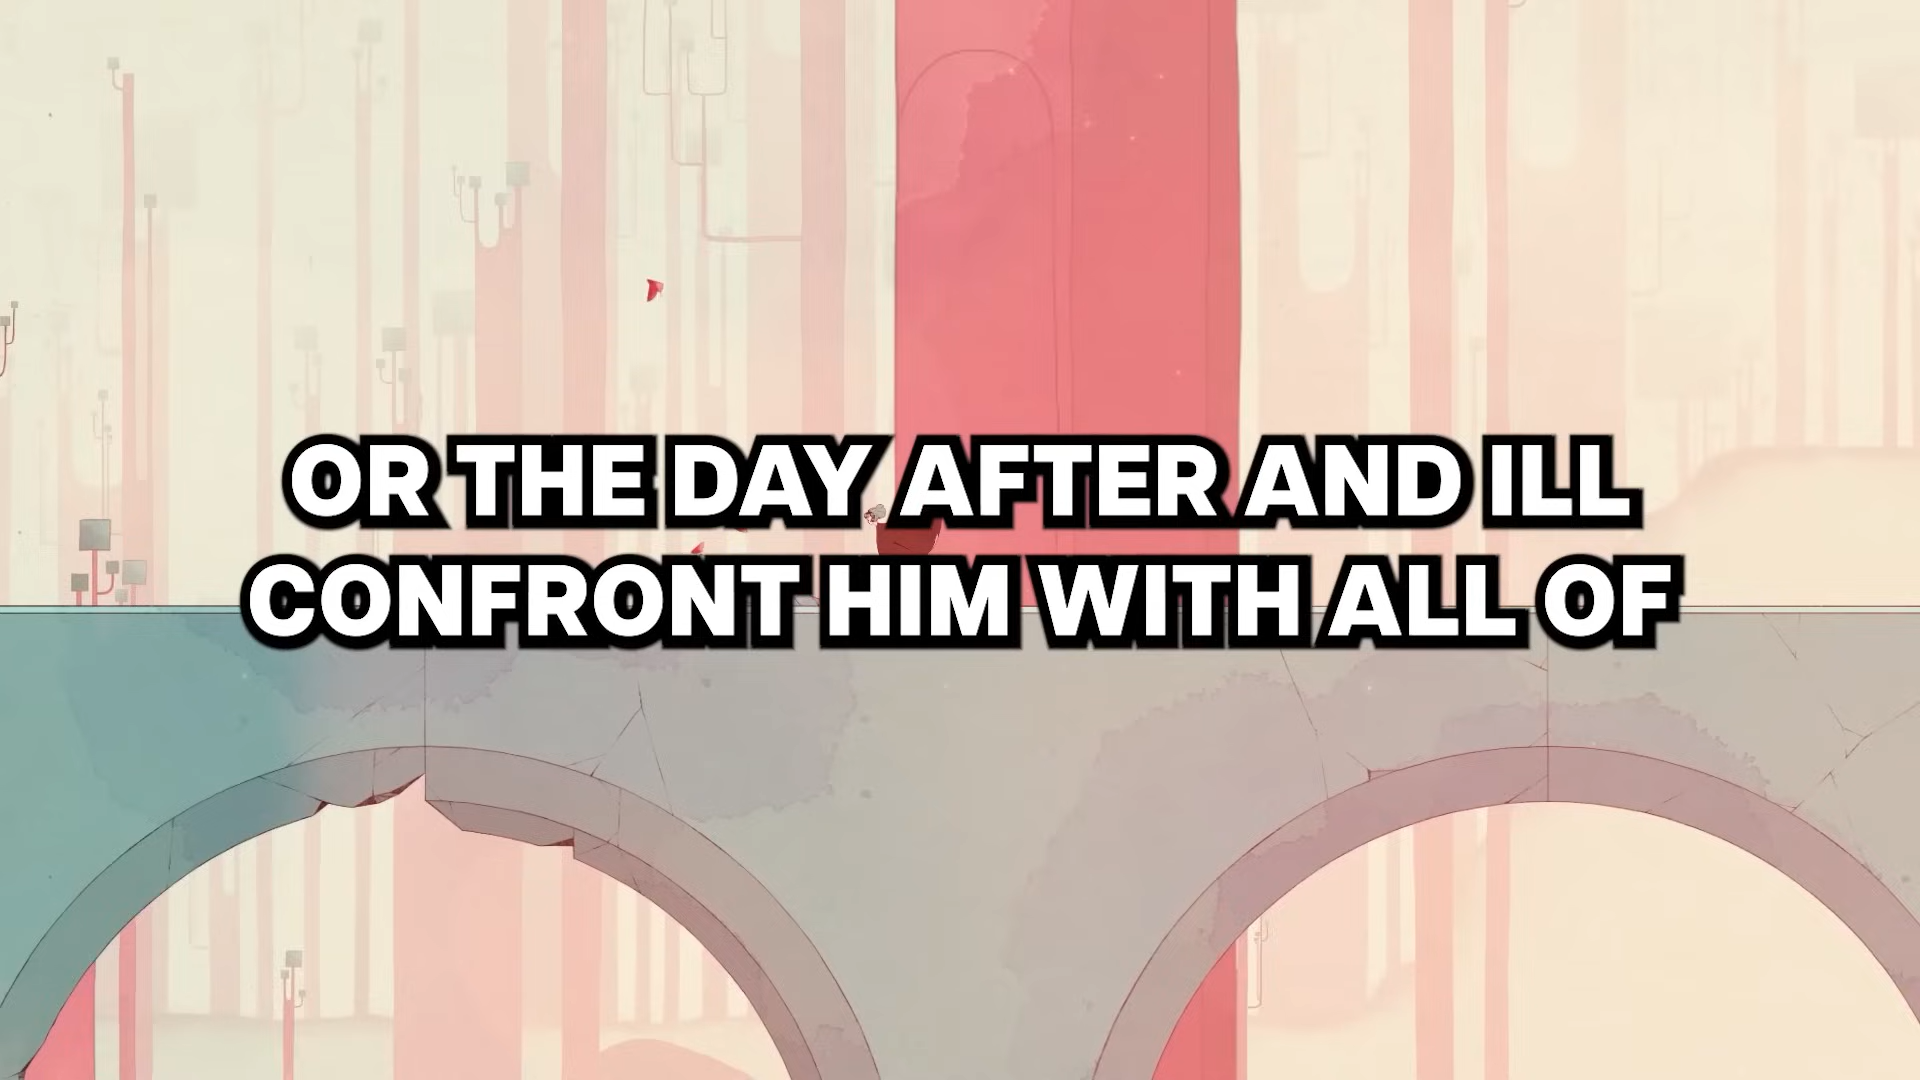 OR THE DAY AFTER AND ILL
CONFRONT HIM WITH ALL OF